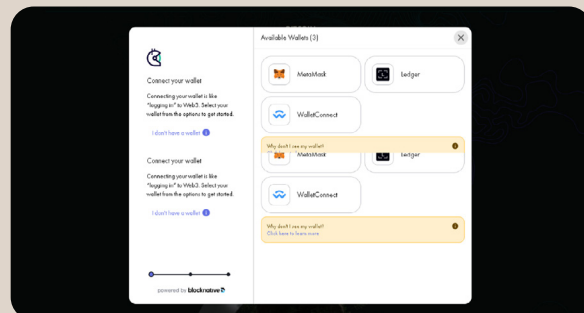 Available Wallets (3)
Connect your wallet
Connecting your wallet is like
"logging in" to Web3. Select your
wallet from the options to get started.
I don't have a wallet
Connect your wallet
Connecting your wallet is like
"logging in" to Web3. Select your
wallet from the options to get started.
I don't have a wallet
powered by blocknative
MetaMask
Ledger
WalletConnect
Why don't I see my wallet?
MetaMask
Ledger
WalletConnect
Why don't I see my wallet?
Click here to learn more